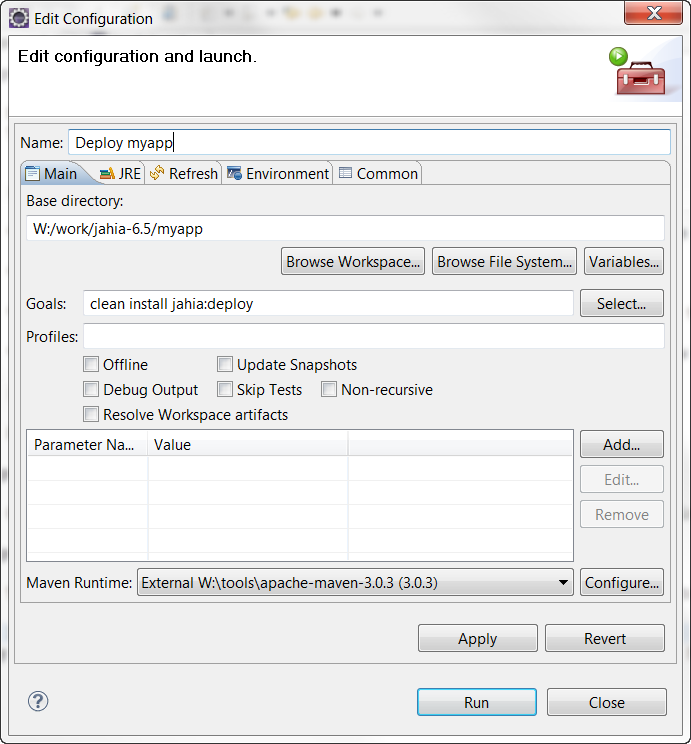 Edit Configuration
Edit configuration and launch.
Name: Deploy myapp
Main JRE Refresh Environment Common
Base directory:
W:/work/jahia-6.5/myapp
Browse Workspace... Browse File System... Variables...
Goals: clean install jahia:deploy Select...
Profiles:
Offline Update Snapshots
Debug Output Skip Tests Non-recursive
Resolve Workspace artifacts
Parameter Na... Value Add...
Edit...
Remove
Maven Runtime: External W:\tools\apache-maven-3.0.3 (3.0.3) Configure...
Apply Revert
? Run Close